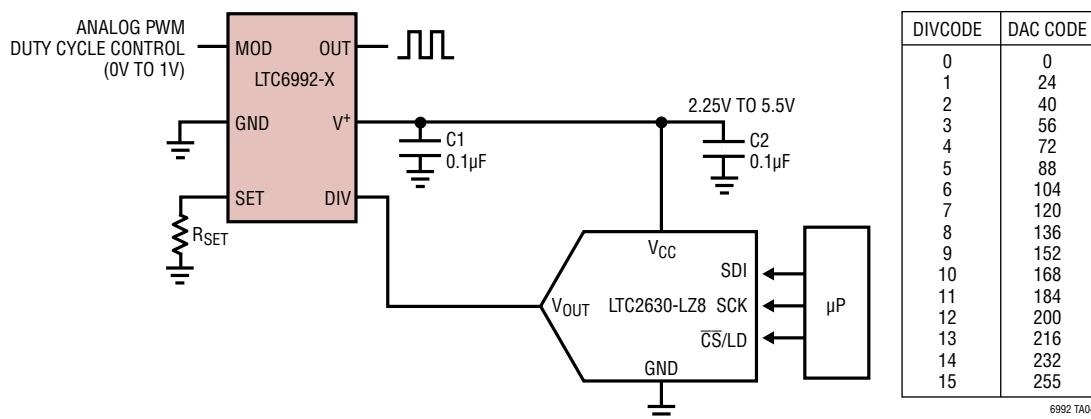 ANALOG PWM
DUTY CYCLE CONTROL
(0V TO 1V)
MOD
OUT
LTC6992-X
GND
V+
SET
DIV
RSET
C1
0.1µF
2.25V TO 5.5V
C2
0.1µF
VCC
SDI
VOUT
LTC2630-LZ8
SCK
CS/LD
GND
µP
DIVCODE DAC CODE
0 0
1 24
2 40
3 56
4 72
5 88
6 104
7 120
8 136
9 152
10 168
11 184
12 200
13 216
14 232
15 255